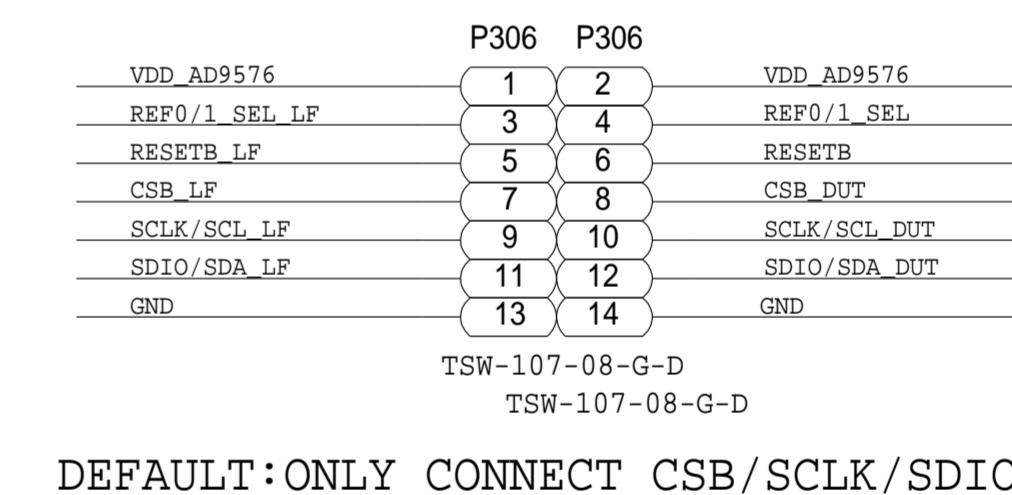 P306 P306
VDD_AD9576 1 2 VDD_AD9576
REF0/1_SEL_LF 3 4 REF0/1_SEL
RESETB_LF 5 6 RESETB
CSB_LF 7 8 CSB_DUT
SCLK/SCL_LF 9 10 SCLK/SCL_DUT
SDIO/SDA_LF 11 12 SDIO/SDA_DUT
GND 13 14 GND
TSW-107-08-G-D
TSW-107-08-G-D
DEFAULT:ONLY CONNECT CSB/SCLK/SDIO